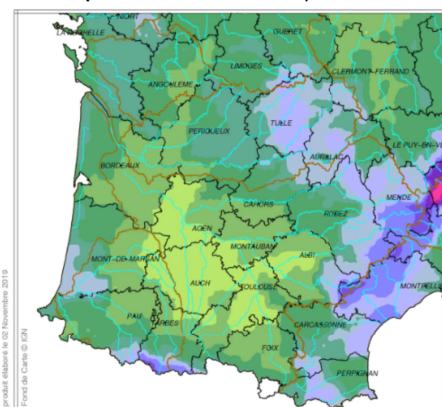 NIORT
LA ROCHELLE
GUERET
LIMOGES
CLERMONT-FERRAND
ANGOULEME
TULLE
PERIGUEUX
LE PUY-EN-VE
AURILLAC
BORDEAUX
MENDE
CAHORS
RODEZ
AGEN
MONTAUBAN
ALBI
MONT-DE-MARSAN
AUCH
TOULOUSE
MONTPELLIE
PAU
TARBES
CARCASSONNE
FOIX
PERPIGNAN
produit élaboré le 02 Novembre 2019
Fond de Carte © IGN